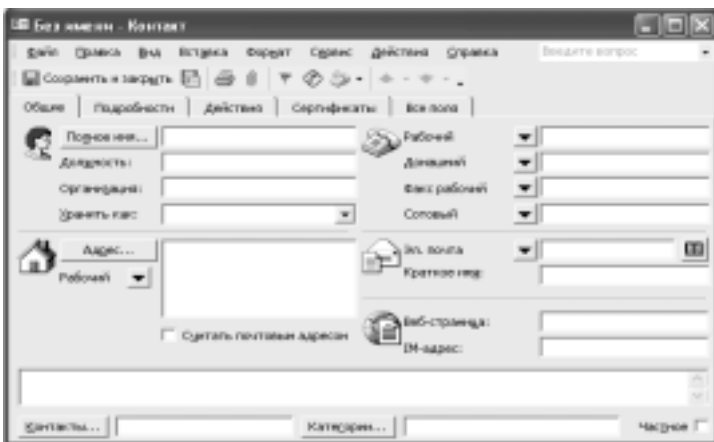 Без имени - Контакт
Файл Правка Вид Вставка Формат Сервис Действия Справка Введите вопрос
Сохранить и закрыть
Общие Подробности Действия Сертификаты Все поля
Полное имя... Рабочий
Должность: Домашний
Организация: Факс рабочий
Хранить как: Сотовый
Адрес... Эл. почта
Рабочий Краткое имя:
Веб-страница:
Считать почтовым адресом
IM-адрес:
Контакты... Категории... Частное